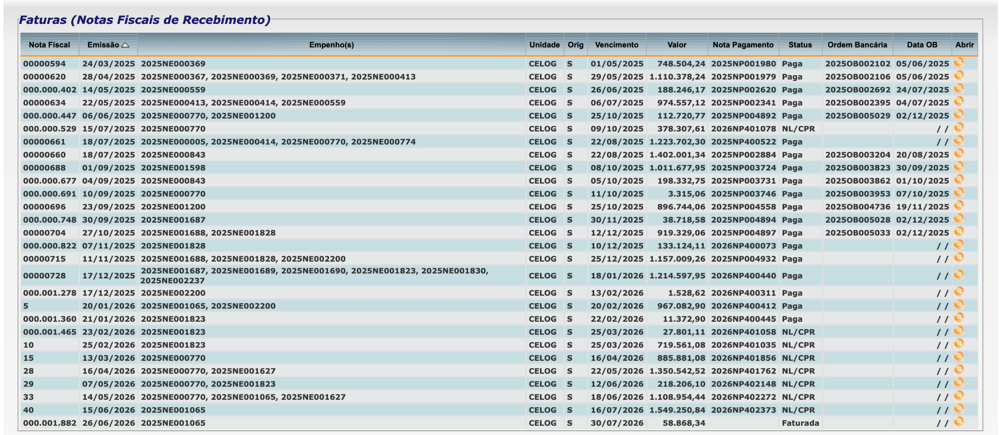 Faturas (Notas Fiscais de Recebimento)
Nota Fiscal Emissão Empenho(s) Unidade Orig Vencimento Valor Nota Pagamento Status Ordem Bancária Data OB Abrir
00000594 24/03/2025 2025NE000369 CELOG S 01/05/2025 748.504,24 2025NP001980 Paga 2025OB002102 05/06/2025
00000620 28/04/2025 2025NE000367, 2025NE000369, 2025NE000371, 2025NE000413 CELOG S 29/05/2025 1.110.378,24 2025NP001979 Paga 2025OB002106 05/06/2025
000.000.402 14/05/2025 2025NE000559 CELOG S 26/06/2025 188.246,17 2025NP002620 Paga 2025OB002692 24/07/2025
00000634 22/05/2025 2025NE000413, 2025NE000414, 2025NE000559 CELOG S 06/07/2025 974.557,12 2025NP002341 Paga 2025OB002395 04/07/2025
000.000.447 06/06/2025 2025NE000770, 2025NE001200 CELOG S 25/10/2025 112.720,77 2025NP004892 Paga 2025OB005029 02/12/2025
000.000.529 15/07/2025 2025NE000770 CELOG S 09/10/2025 378.307,61 2026NP401078 NL/CPR / /
00000661 18/07/2025 2025NE000005, 2025NE000414, 2025NE000770, 2025NE000774 CELOG S 22/08/2025 1.223.702,30 2025NP400522 Paga / /
00000660 18/07/2025 2025NE000843 CELOG S 22/08/2025 1.402.001,34 2025NP002884 Paga 2025OB003204 20/08/2025
00000688 01/09/2025 2025NE001598 CELOG S 08/10/2025 1.011.677,95 2025NP003724 Paga 2025OB003823 30/09/2025
000.000.677 04/09/2025 2025NE000843 CELOG S 05/10/2025 198.332,75 2025NP003731 Paga 2025OB003862 01/10/2025
000.000.691 10/09/2025 2025NE000770 CELOG S 11/10/2025 3.315,06 2025NP003746 Paga 2025OB003953 07/10/2025
00000696 23/09/2025 2025NE001200 CELOG S 25/10/2025 896.744,06 2025NP004558 Paga 2025OB004736 19/11/2025
000.000.748 30/09/2025 2025NE001687 CELOG S 30/11/2025 38.718,58 2025NP004894 Paga 2025OB005028 02/12/2025
00000704 27/10/2025 2025NE001688, 2025NE001828 CELOG S 12/12/2025 919.329,06 2025NP004897 Paga 2025OB005033 02/12/2025
000.000.822 07/11/2025 2025NE001828 CELOG S 10/12/2025 133.124,11 2026NP400073 Paga / /
00000715 11/11/2025 2025NE001688, 2025NE001828, 2025NE002200 CELOG S 25/12/2025 1.157.009,26 2025NP004932 Paga / /
00000728 17/12/2025 2025NE001687, 2025NE001689, 2025NE001690, 2025NE001823, 2025NE001830, 2025NE002237 CELOG S 18/01/2026 1.214.597,95 2026NP400440 Paga / /
000.001.278 17/12/2025 2025NE002200 CELOG S 13/02/2026 1.528,62 2026NP400311 Paga / /
5 20/01/2026 2025NE001065, 2025NE002200 CELOG S 20/02/2026 967.082,90 2026NP400412 Paga / /
000.001.360 21/01/2026 2025NE001823 CELOG S 22/02/2026 11.372,90 2026NP400445 Paga / /
000.001.465 23/02/2026 2025NE001823 CELOG S 25/03/2026 27.801,11 2026NP401058 NL/CPR / /
10 25/02/2026 2025NE001823 CELOG S 25/03/2026 719.561,08 2026NP401035 NL/CPR / /
15 13/03/2026 2025NE000770 CELOG S 16/04/2026 885.881,08 2026NP401856 NL/CPR / /
28 16/04/2026 2025NE000770, 2025NE001627 CELOG S 22/05/2026 1.350.542,52 2026NP401762 NL/CPR / /
29 07/05/2026 2025NE000770, 2025NE001823 CELOG S 12/06/2026 218.206,10 2026NP402148 NL/CPR / /
33 14/05/2026 2025NE000770, 2025NE001065, 2025NE001627 CELOG S 18/06/2026 1.108.954,44 2026NP402272 NL/CPR / /
40 15/06/2026 2025NE001065 CELOG S 16/07/2026 1.549.250,84 2026NP402373 NL/CPR / /
000.001.882 26/06/2026 2025NE001065 CELOG S 30/07/2026 58.868,34 Faturada / /